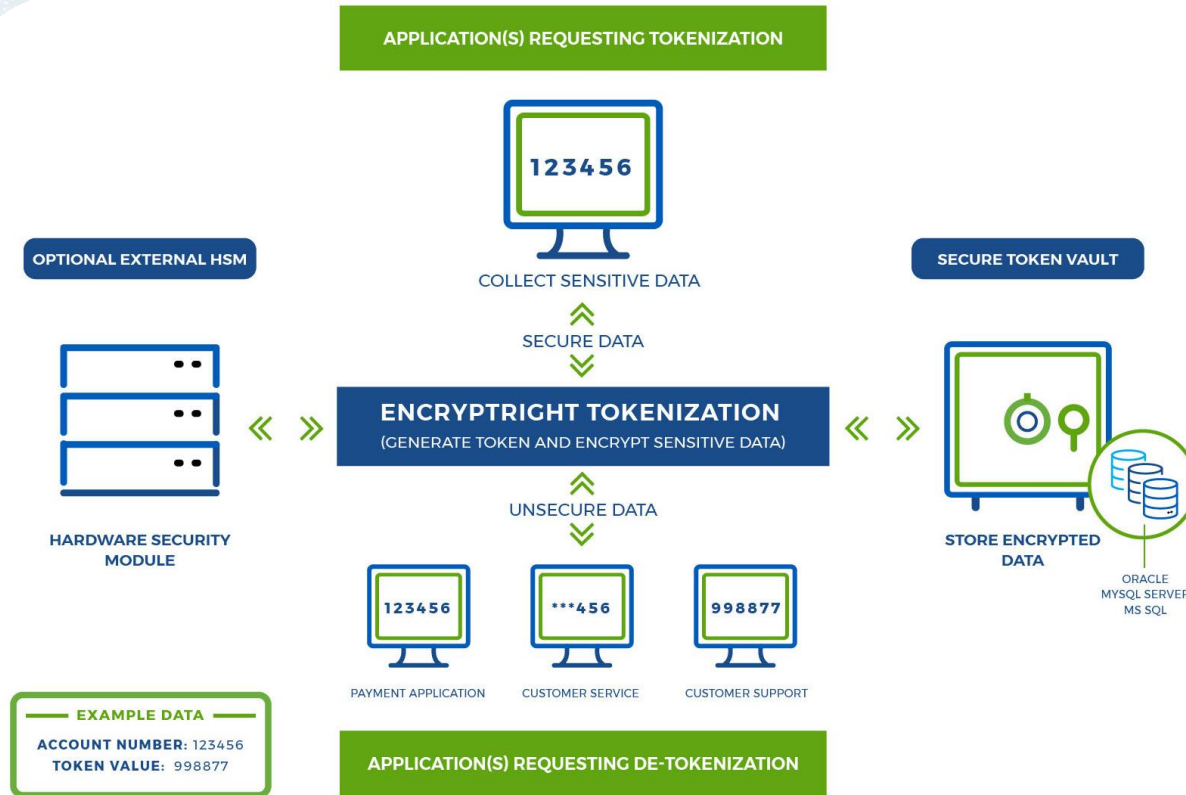 APPLICATION(S) REQUESTING TOKENIZATION
123456
COLLECT SENSITIVE DATA
SECURE DATA
OPTIONAL EXTERNAL HSM
HARDWARE SECURITY
MODULE
ENCRYPTRIGHT TOKENIZATION
(GENERATE TOKEN AND ENCRYPT SENSITIVE DATA)
SECURE TOKEN VAULT
STORE ENCRYPTED
DATA
ORACLE
MYSQL SERVER
MS SQL
UNSECURE DATA
123456
***456
998877
PAYMENT APPLICATION
CUSTOMER SERVICE
CUSTOMER SUPPORT
EXAMPLE DATA
ACCOUNT NUMBER: 123456
TOKEN VALUE: 998877
APPLICATION(S) REQUESTING DE-TOKENIZATION